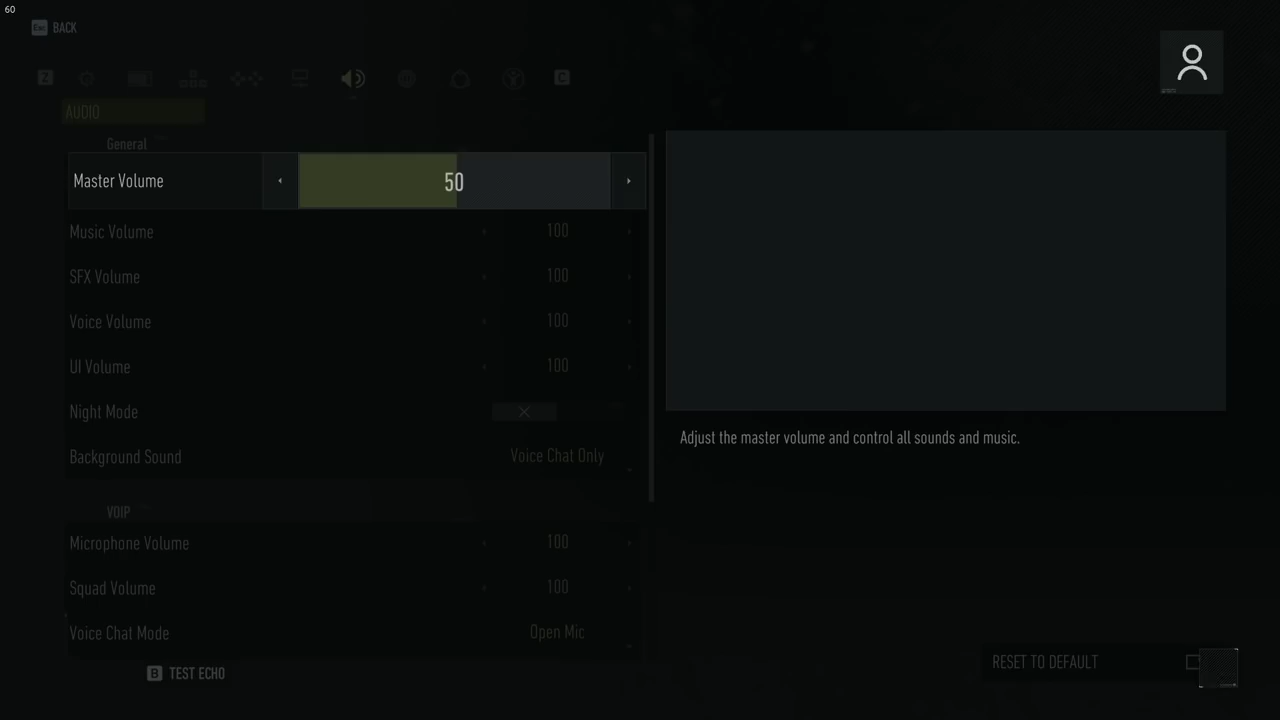 60
Esc BACK
Z C
AUDIO
General
Master Volume 50
Music Volume 100
SFX Volume 100
Voice Volume 100
UI Volume 100
Night Mode
Background Sound Voice Chat Only
VOIP
Microphone Volume 100
Squad Volume 100
Voice Chat Mode Open Mic
B TEST ECHO
Adjust the master volume and control all sounds and music.
RESET TO DEFAULT